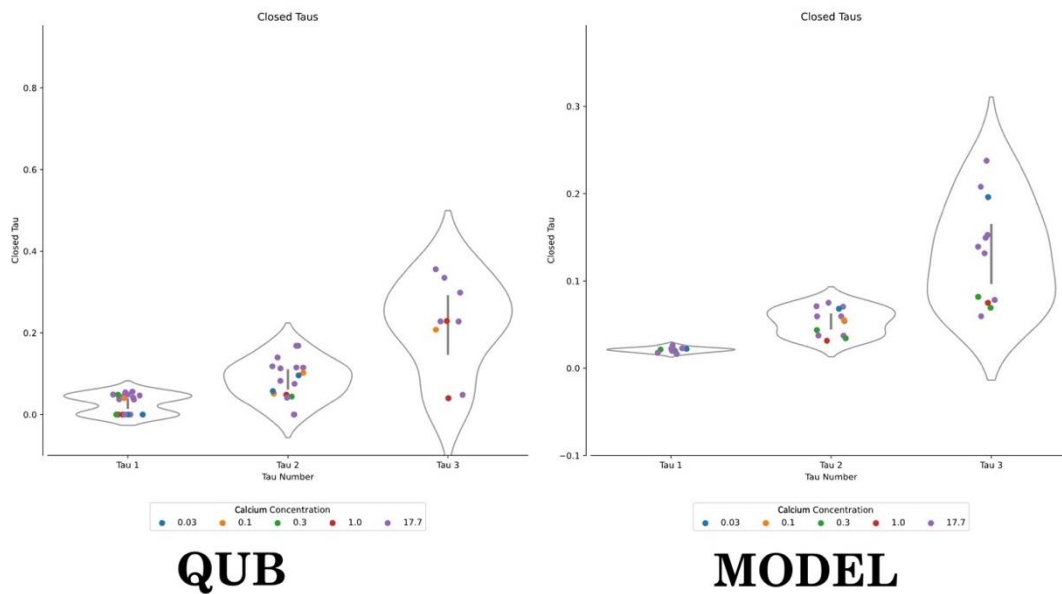 Closed Taus
0.8
0.6
0.4
0.2
0.0
Closed Tau
Tau 1 Tau 2 Tau 3
Tau Number
Calcium Concentration
0.03 0.1 0.3 1.0 17.7
QUB
Closed Taus
0.3
0.2
0.1
0.0
−0.1
Closed Tau
Tau 1 Tau 2 Tau 3
Tau Number
Calcium Concentration
0.03 0.1 0.3 1.0 17.7
MODEL